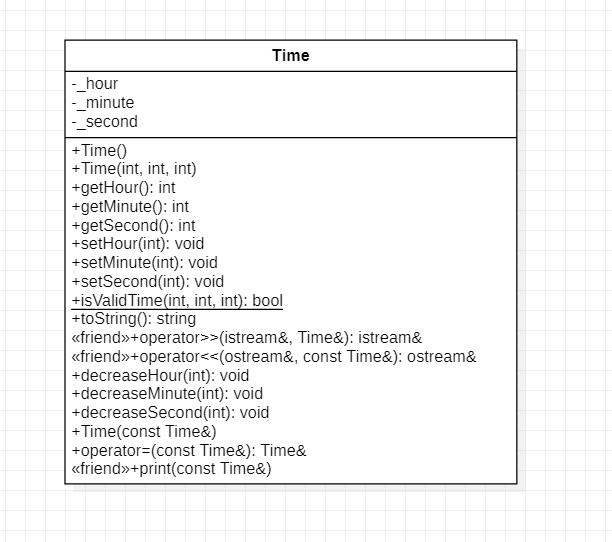 Time
-_hour
-_minute
-_second
+Time()
+Time(int, int, int)
+getHour(): int
+getMinute(): int
+getSecond(): int
+setHour(int): void
+setMinute(int): void
+setSecond(int): void
+isValidTime(int, int, int): bool
+toString(): string
«friend»+operator>>(istream&, Time&): istream&
«friend»+operator<<(ostream&, const Time&): ostream&
+decreaseHour(int): void
+decreaseMinute(int): void
+decreaseSecond(int): void
+Time(const Time&)
+operator=(const Time&): Time&
«friend»+print(const Time&)